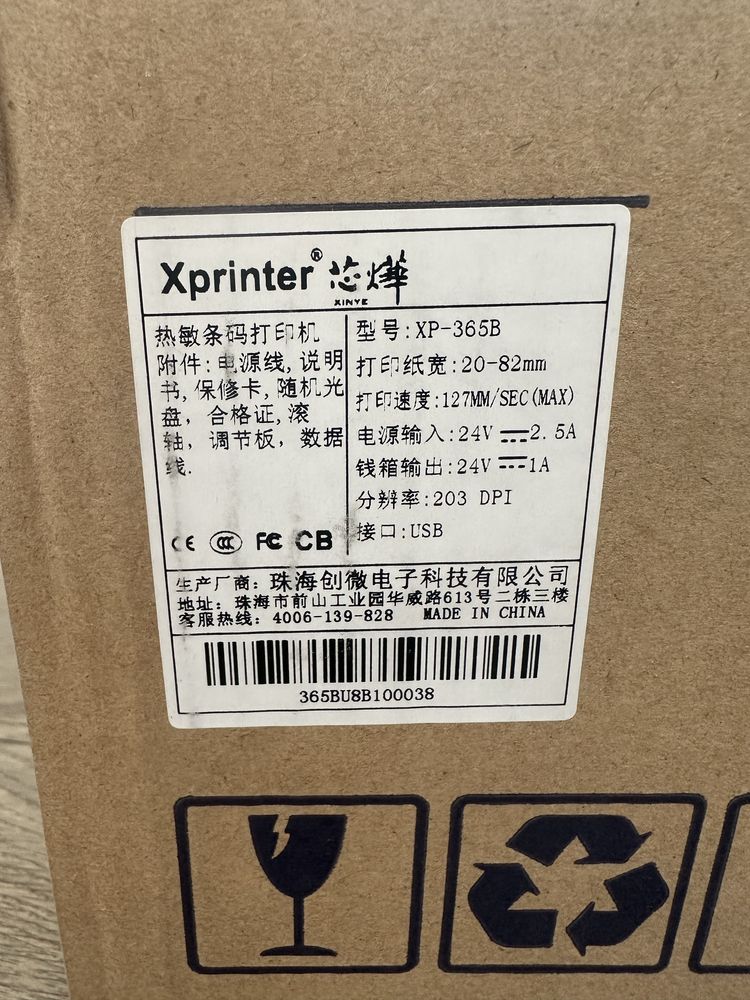 Xprinter® 芯烨
XINYE
热敏条码打印机
附件:电源线,说明
书,保修卡,随机光
盘,合格证,滚
轴,调节板,数据
线.
CE CCC FC CB
型号:XP-365B
打印纸宽:20-82mm
打印速度:127MM/SEC(MAX)
电源输入:24V ⎓2.5A
钱箱输出:24V ⎓1A
分辨率:203 DPI
接口:USB
生产厂商:珠海创微电子科技有限公司
地址:珠海市前山工业园华威路613号二栋三楼
客服热线:4006-139-828 MADE IN CHINA
365BU8B100038